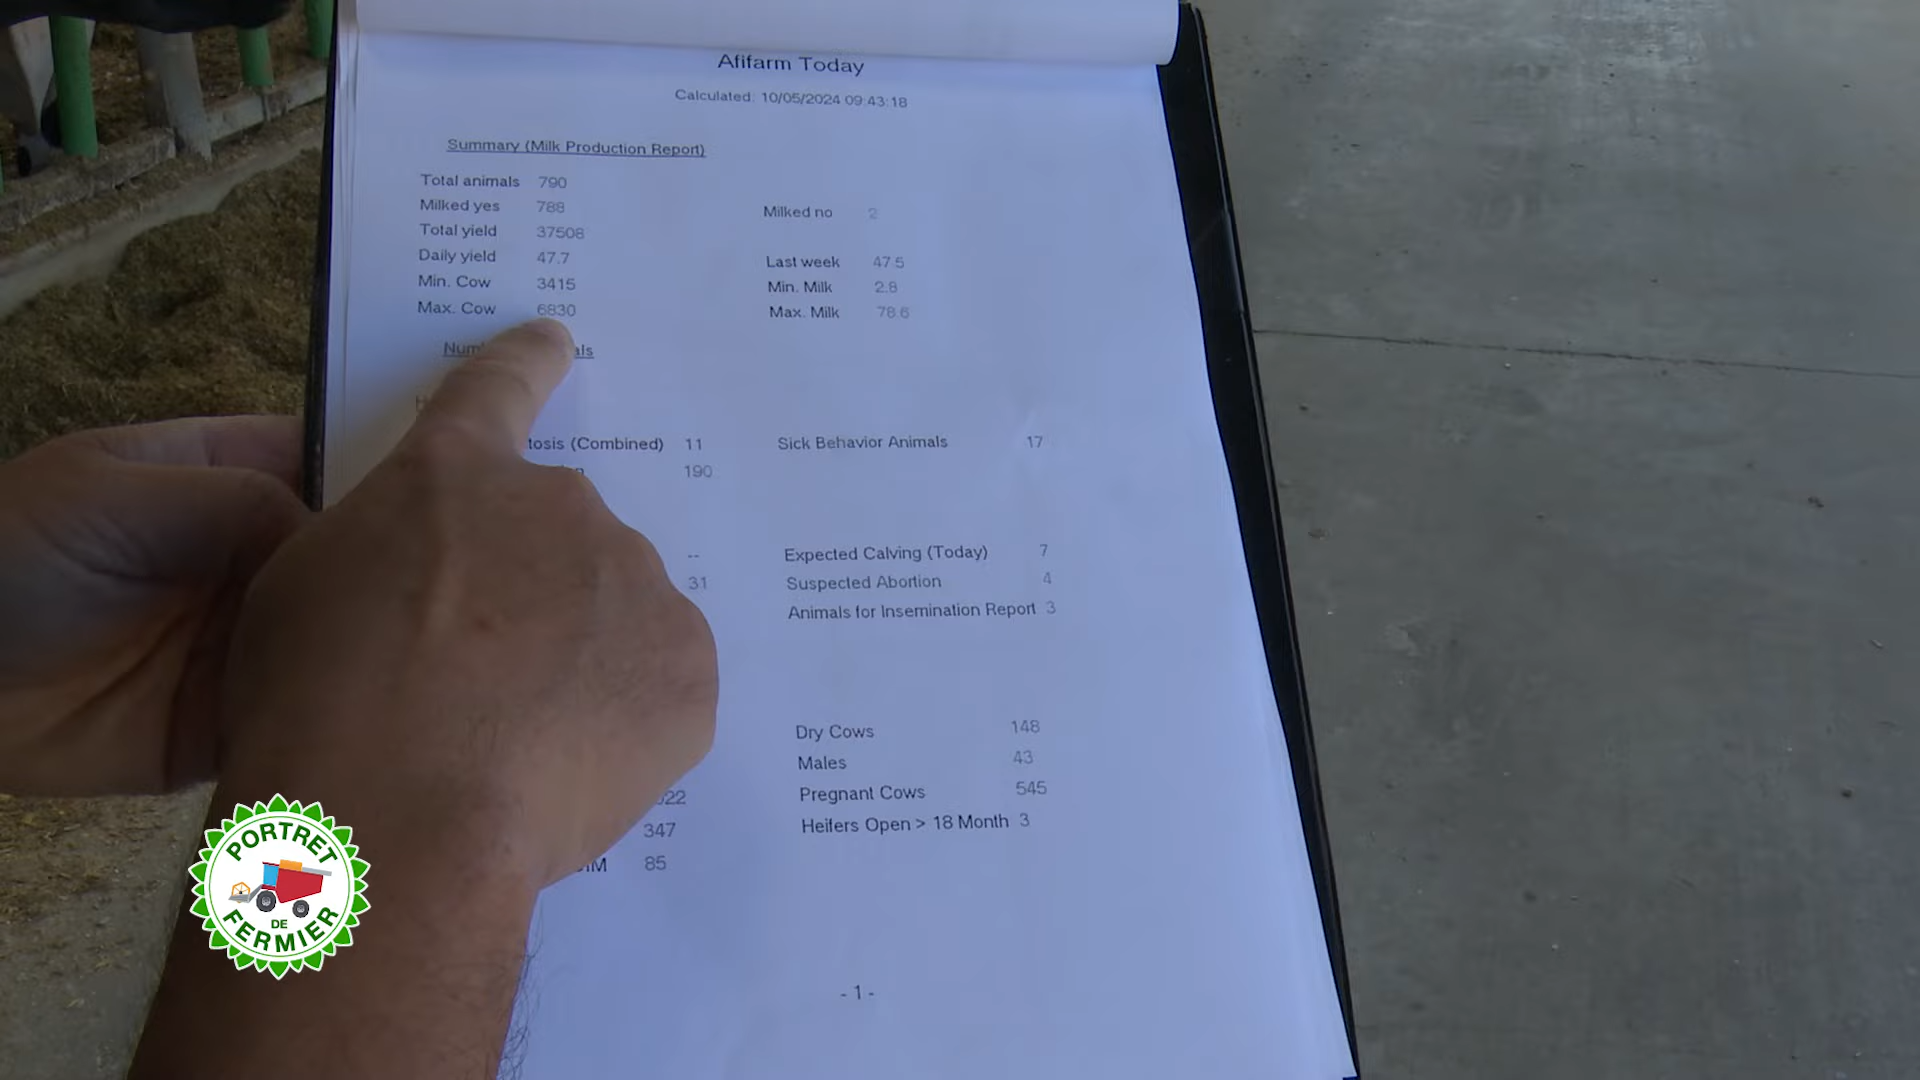 Afifarm Today
Calculated: 10/05/2024 09:43:18
Summary (Milk Production Report)
Total animals 790
Milked yes 788 Milked no 2
Total yield 37508
Daily yield 47.7 Last week 47.5
Min. Cow 3415 Min. Milk 2.8
Max. Cow 6830 Max. Milk 78.6
(Combined) 11 Sick Behavior Animals 17
190
-- Expected Calving (Today) 7
31 Suspected Abortion 4
Animals for Insemination Report 3
Dry Cows 148
Males 43
Pregnant Cows 545
347 Heifers Open > 18 Month 3
85
- 1 -
PORTRET
DE
FERMIER